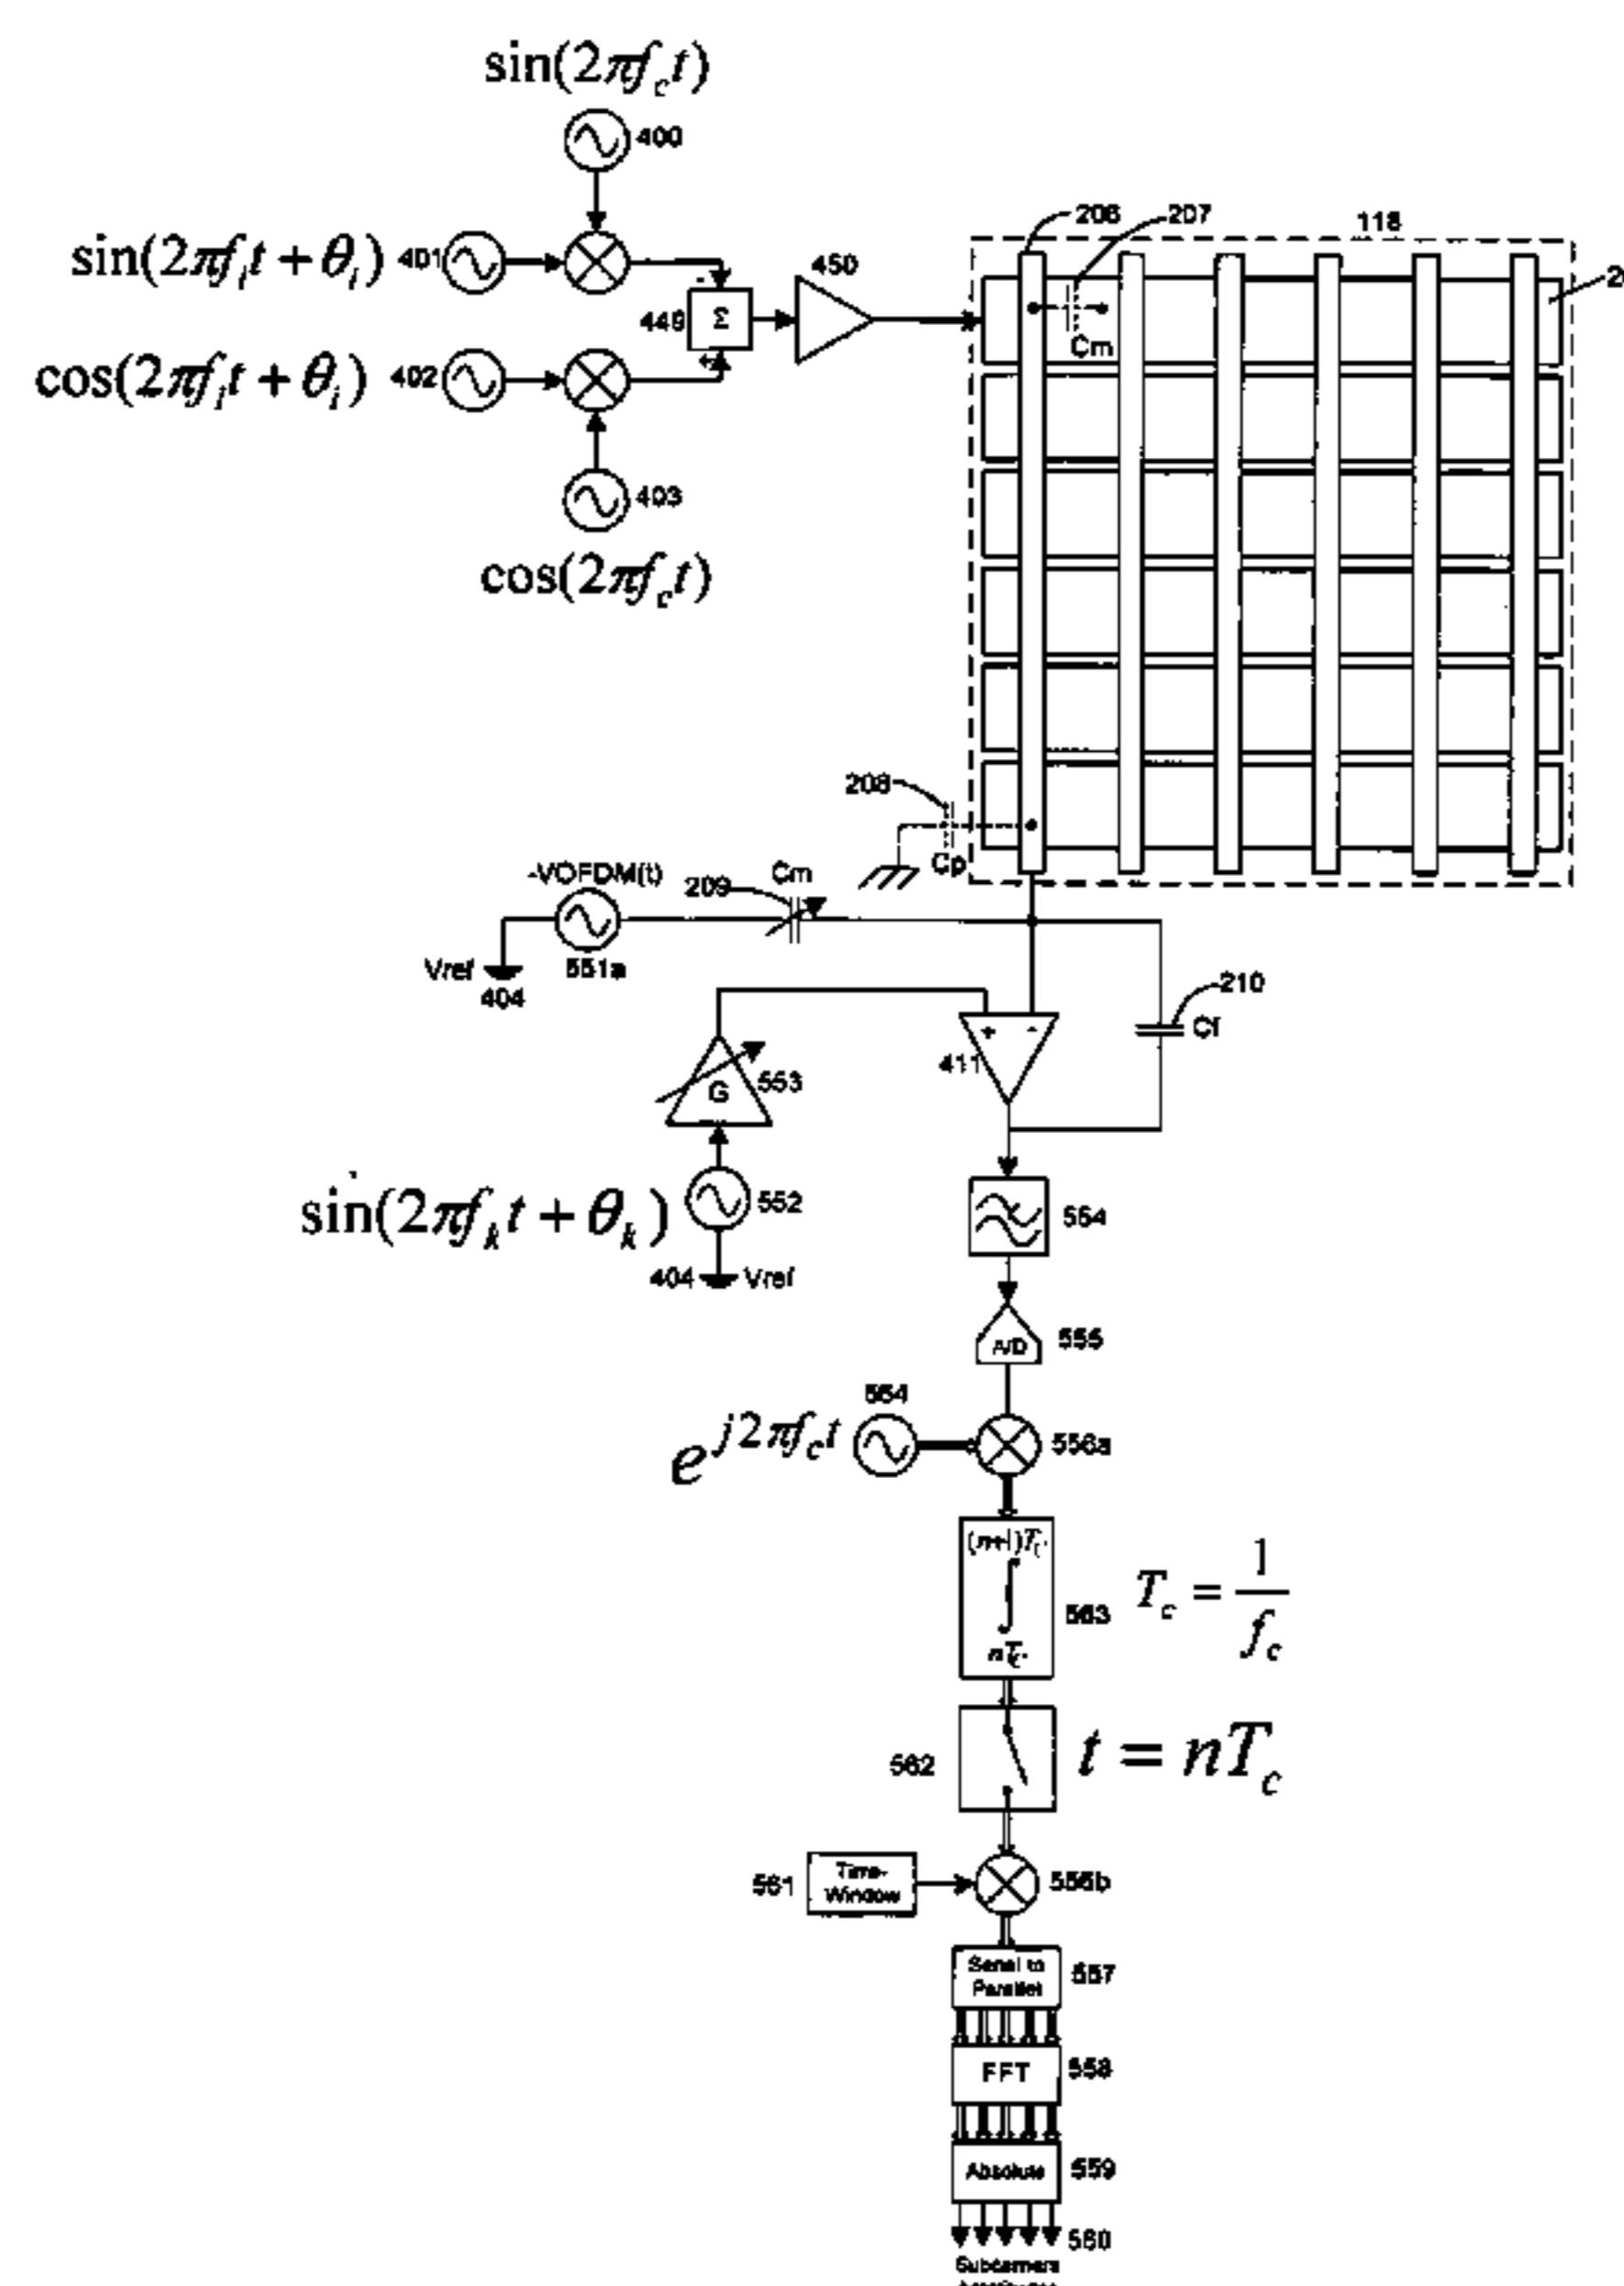 sin(2πf_c t)
400
sin(2πf_i t + θ_i) 401
206 207 118
450
- 
449 Σ
+
Cm
cos(2πf_i t + θ_i) 402
403
cos(2πf_c t)
208
Cp
-VOFDM(t) 209 Cm
Vref 551a
404
210
+ - Cf
411
G 553
sin(2πf_k t + θ_k) 552
404 Vref
554
A/D 555
564
e^{j2πf_c t} 556a
(n+1)T_c
∫ 563
nT_c
T_c = 1/f_c
562 t = nT_c
561 Time-
Window
556b
Serial to
Parallel
557
FFT 558
Absolute 559
560
Subcarriers